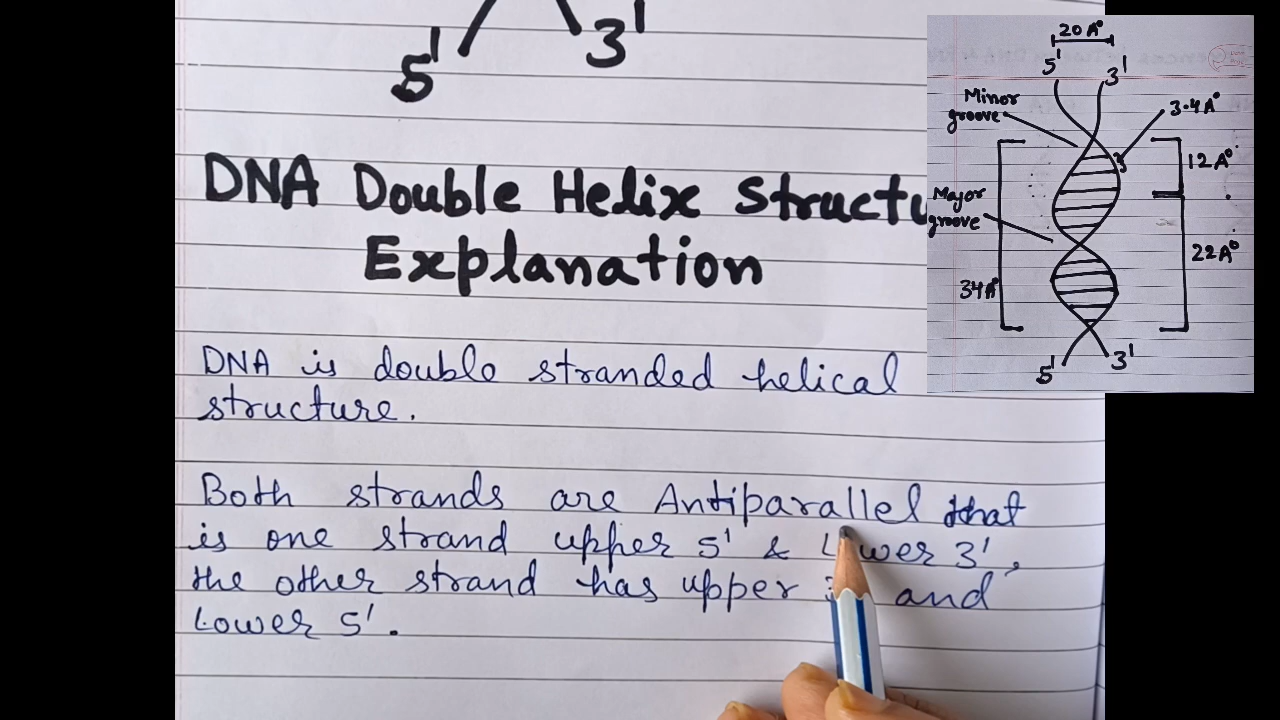 5' 3'
DNA Double Helix Structu
Explanation
DNA is double stranded helical
structure.
Both strands are Antiparallel that
is one strand upper 5' & Lower 3',
the other strand has upper and
Lower 5'.
20 A°
5' 3'
Minor
groove
3.4A°
12A°
Major
groove
22A°
34A°
5' 3'